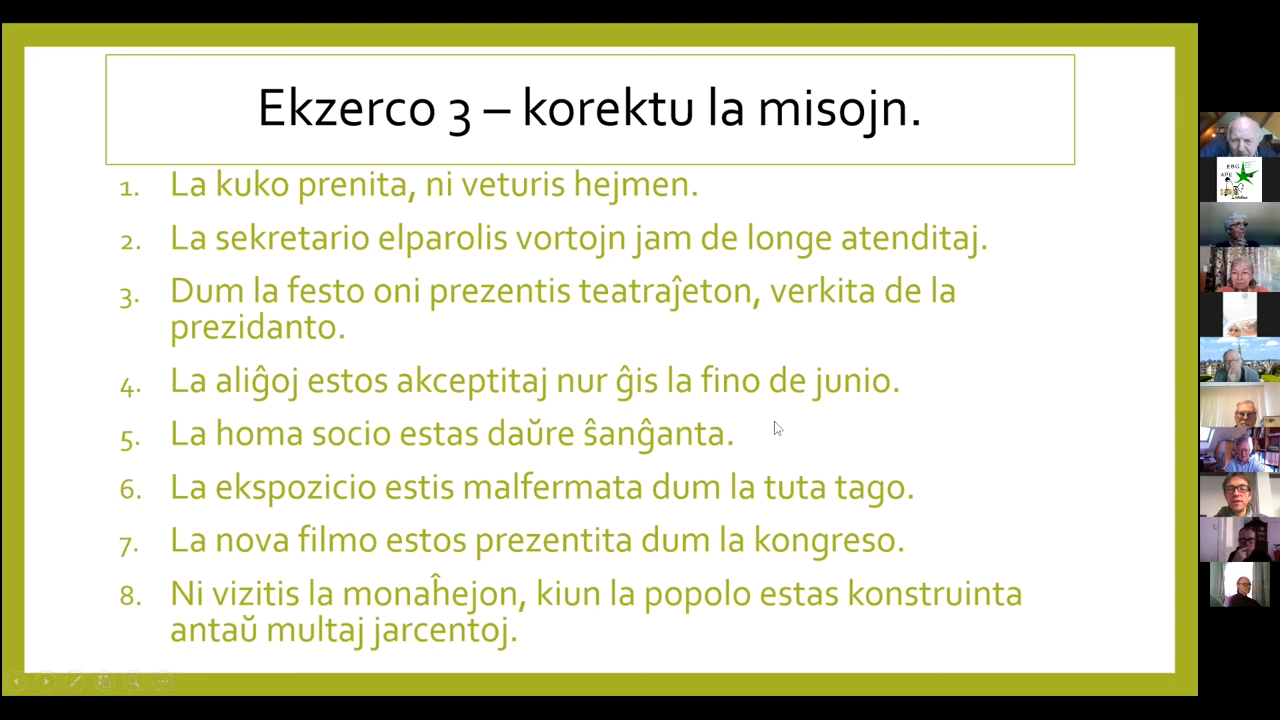 Ekzerco 3 – korektu la misojn.
1. La kuko prenita, ni veturis hejmen.
2. La sekretario elparolis vortojn jam de longe atenditaj.
3. Dum la festo oni prezentis teatraĵeton, verkita de la
prezidanto.
4. La aliĝoj estos akceptitaj nur ĝis la fino de junio.
5. La homa socio estas daŭre ŝanĝanta.
6. La ekspozicio estis malfermata dum la tuta tago.
7. La nova filmo estos prezentita dum la kongreso.
8. Ni vizitis la monaĥejon, kiun la popolo estas konstruinta
antaŭ multaj jarcentoj.
EBG
APE